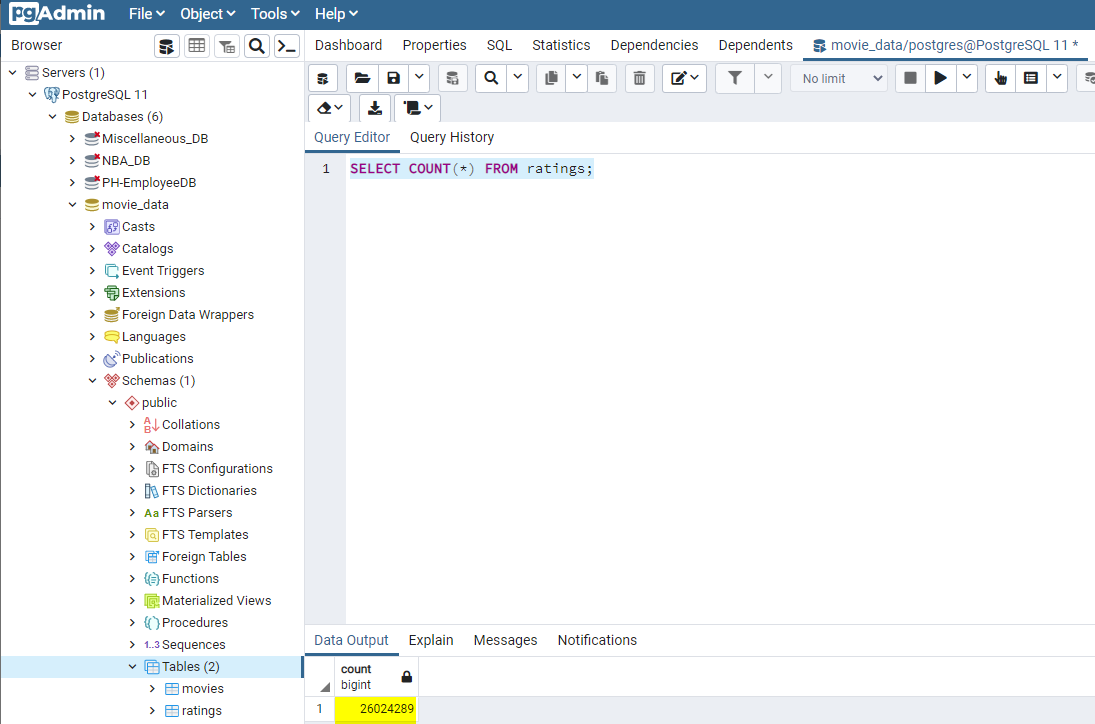 pgAdmin File Object Tools Help
Browser
Dashboard Properties SQL Statistics Dependencies Dependents movie_data/postgres@PostgreSQL 11 *
No limit
Query Editor Query History
1 SELECT COUNT(*) FROM ratings;
Servers (1)
PostgreSQL 11
Databases (6)
Miscellaneous_DB
NBA_DB
PH-EmployeeDB
movie_data
Casts
Catalogs
Event Triggers
Extensions
Foreign Data Wrappers
Languages
Publications
Schemas (1)
public
Collations
Domains
FTS Configurations
FTS Dictionaries
Aa FTS Parsers
FTS Templates
Foreign Tables
Functions
Materialized Views
Procedures
1..3 Sequences
Tables (2)
movies
ratings
Data Output Explain Messages Notifications
count
bigint
1 26024289